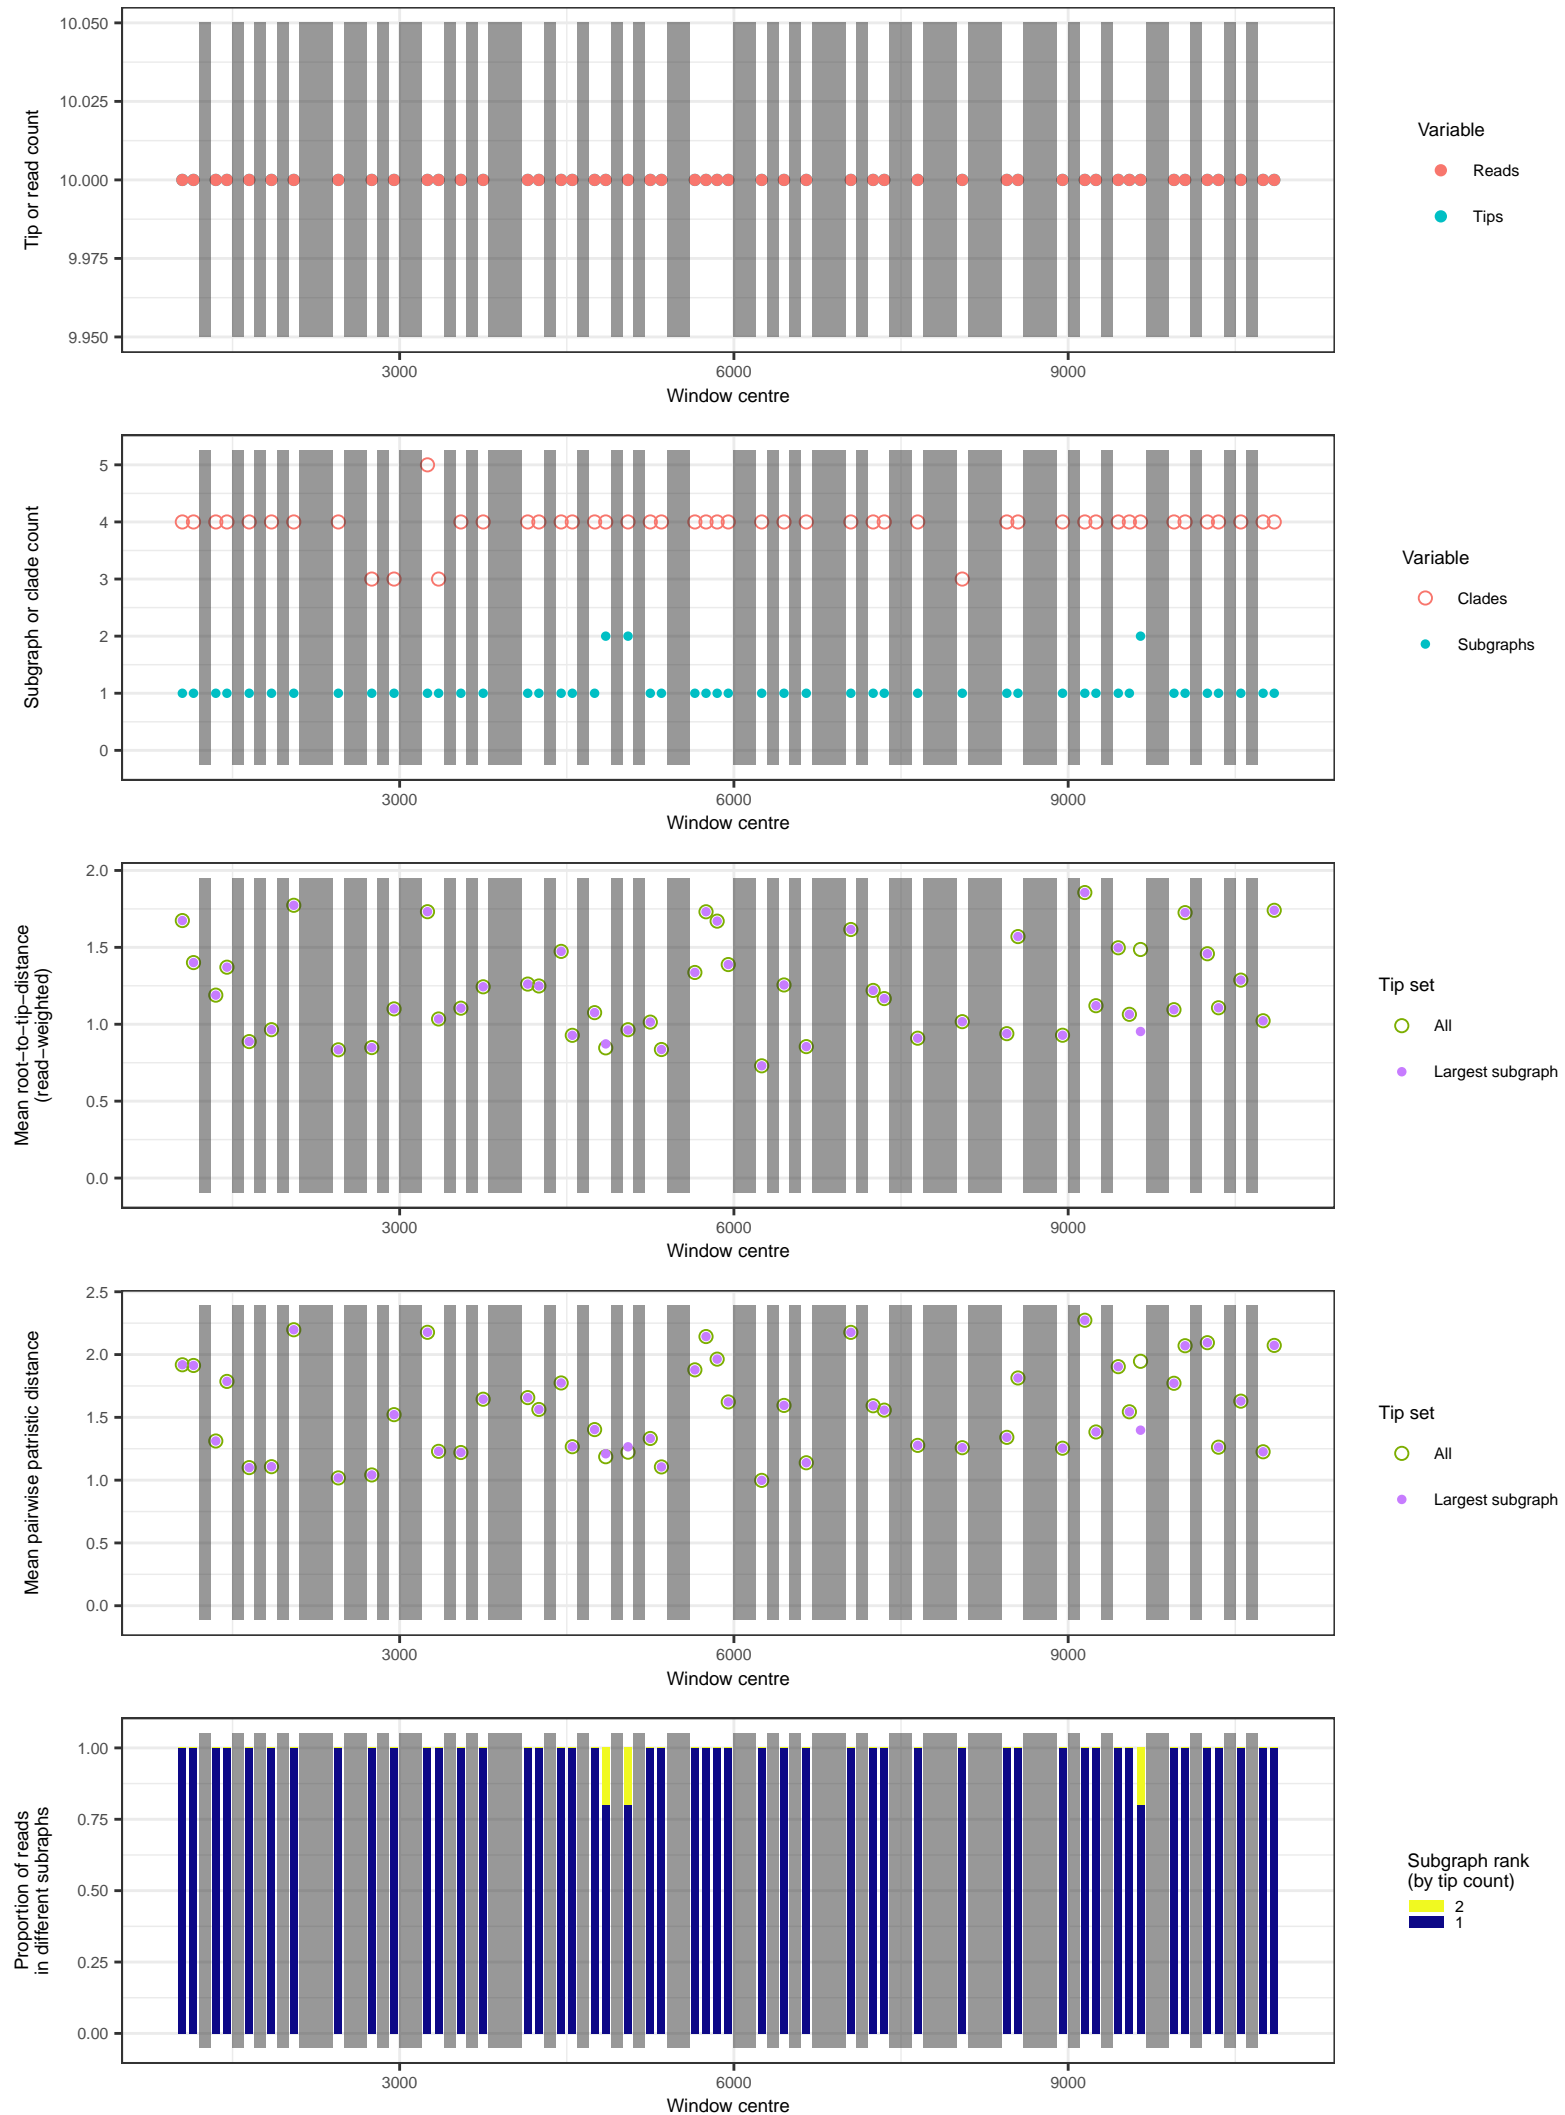 10.050
10.025
10.000
9.975
9.950
Tip or read count
3000
6000
9000
Window centre
Variable
Reads
Tips
5
4
3
2
1
0
Subgraph or clade count
3000
6000
9000
Window centre
Variable
Clades
Subgraphs
2.0
1.5
1.0
0.5
0.0
Mean root−to−tip−distance
(read−weighted)
3000
6000
9000
Window centre
Tip set
All
Largest subgraph
2.5
2.0
1.5
1.0
0.5
0.0
Mean pairwise patristic distance
3000
6000
9000
Window centre
Tip set
All
Largest subgraph
1.00
0.75
0.50
0.25
0.00
Proportion of reads
in different subraphs
3000
6000
9000
Window centre
Subgraph rank
(by tip count)
2
1